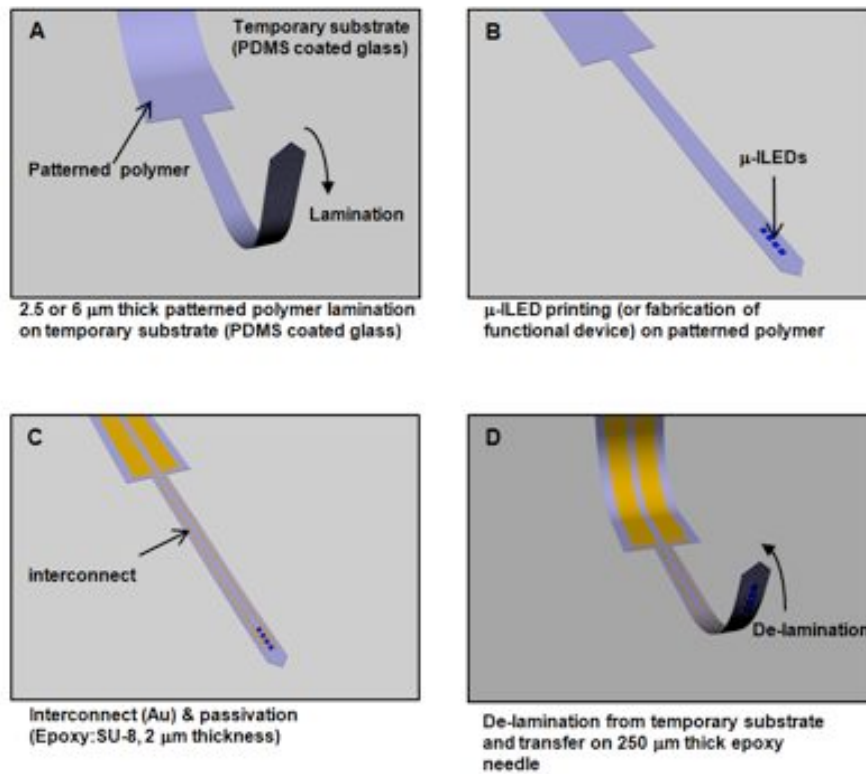 A
Temporary substrate
(PDMS coated glass)
Patterned polymer
Lamination
2.5 or 6 μm thick patterned polymer lamination
on temporary substrate (PDMS coated glass)
B
μ-ILEDs
μ-ILED printing (or fabrication of
functional device) on patterned polymer
C
interconnect
Interconnect (Au) & passivation
(Epoxy:SU-8, 2 μm thickness)
D
De-lamination
De-lamination from temporary substrate
and transfer on 250 μm thick epoxy
needle